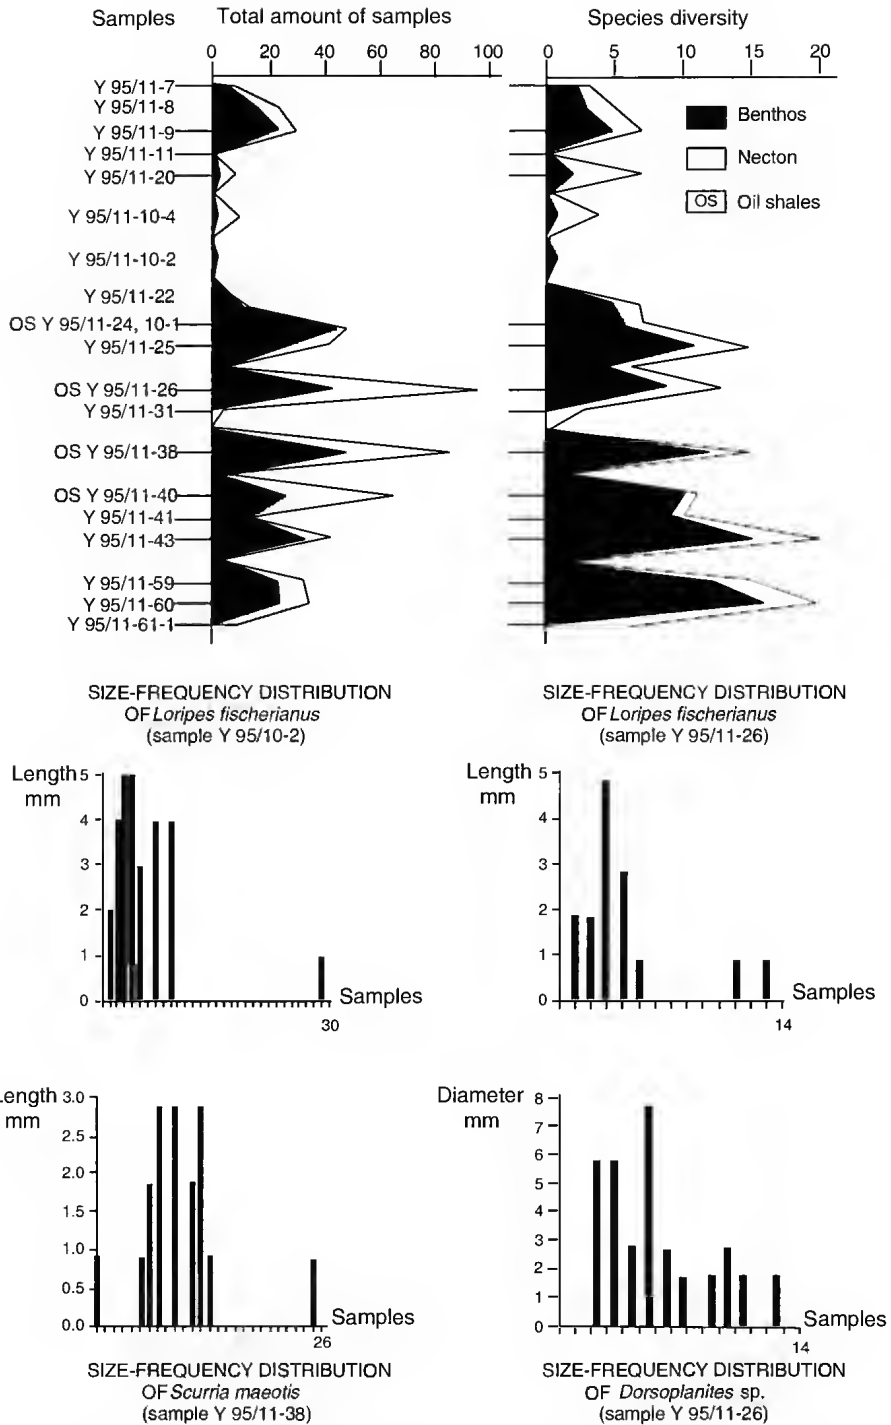 Samples Total amount of samples Species diversity
0 20 40 60 80 100 0 5 10 15 20
Y 95/11-7
Y 95/11-8
Y 95/11-9
Y 95/11-11
Y 95/11-20
Y 95/11-10-4
Y 95/11-10-2
Y 95/11-22
OS Y 95/11-24, 10-1
Y 95/11-25
OS Y 95/11-26
Y 95/11-31
OS Y 95/11-38
OS Y 95/11-40
Y 95/11-41
Y 95/11-43
Y 95/11-59
Y 95/11-60
Y 95/11-61-1
Benthos
Necton
OS Oil shales
SIZE-FREQUENCY DISTRIBUTION
OF Loripes fischerianus
(sample Y 95/10-2)
Length
mm
5
4
3
2
1
0
Samples
30
SIZE-FREQUENCY DISTRIBUTION
OF Loripes fischerianus
(sample Y 95/11-26)
Length
mm
5
4
3
2
1
0
Samples
14
Length
mm
3.0
2.5
2.0
1.5
1.0
0.5
0.0
Samples
26
SIZE-FREQUENCY DISTRIBUTION
OF Scurria maeotis
(sample Y 95/11-38)
Diameter
mm
8
7
6
5
4
3
2
1
0
Samples
14
SIZE-FREQUENCY DISTRIBUTION
OF Dorsoplanites sp.
(sample Y 95/11-26)